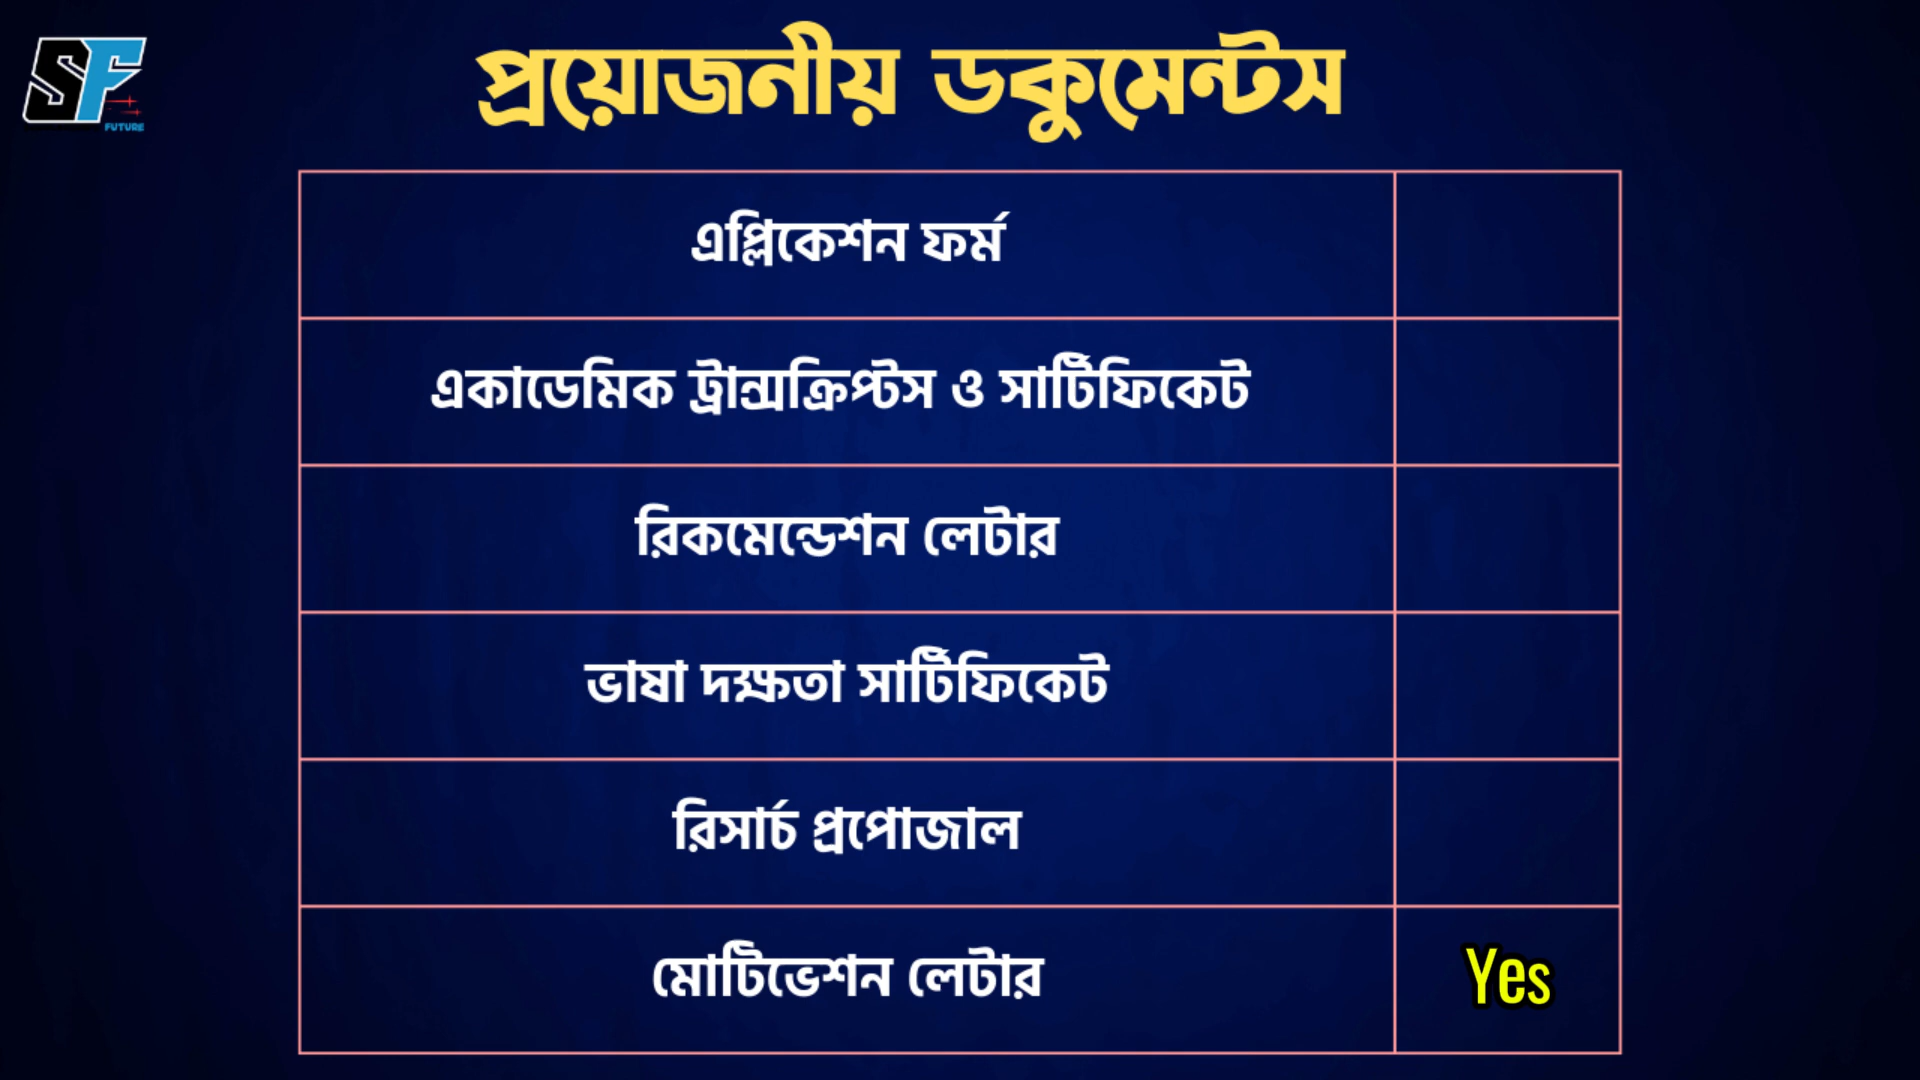 SF
FUTURE
প্রয়োজনীয় ডকুমেন্টস
এপ্লিকেশন ফর্ম
একাডেমিক ট্রান্সক্রিপ্টস ও সার্টিফিকেট
রিকমেন্ডেশন লেটার
ভাষা দক্ষতা সার্টিফিকেট
রিসার্চ প্রপোজাল
মোটিভেশন লেটার Yes